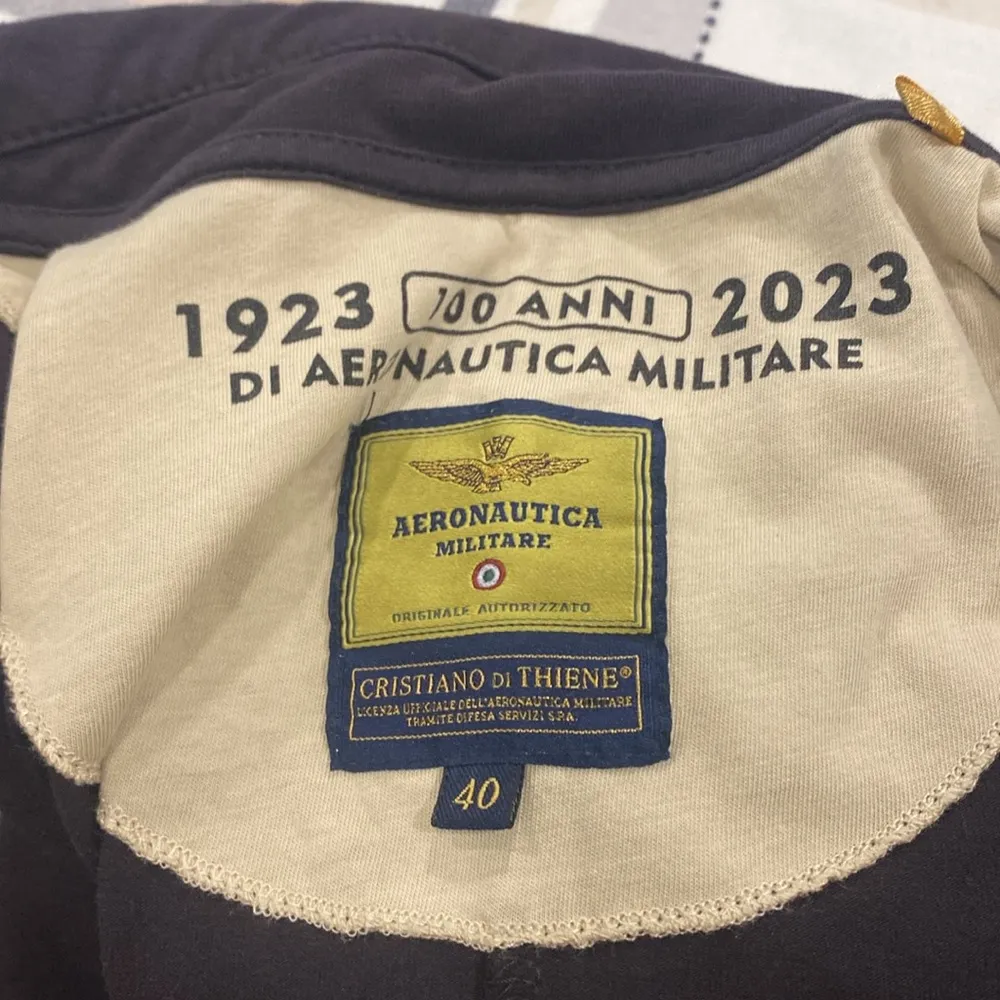 1923 100 ANNI 2023
DI AERONAUTICA MILITARE
AERONAUTICA
MILITARE
ORIGINALE AUTORIZZATO
CRISTIANO DI THIENE®
LICENZA UFFICIALE DELL'AERONAUTICA MILITARE
TRAMITE DIFESA SERVIZI S.P.A.
40